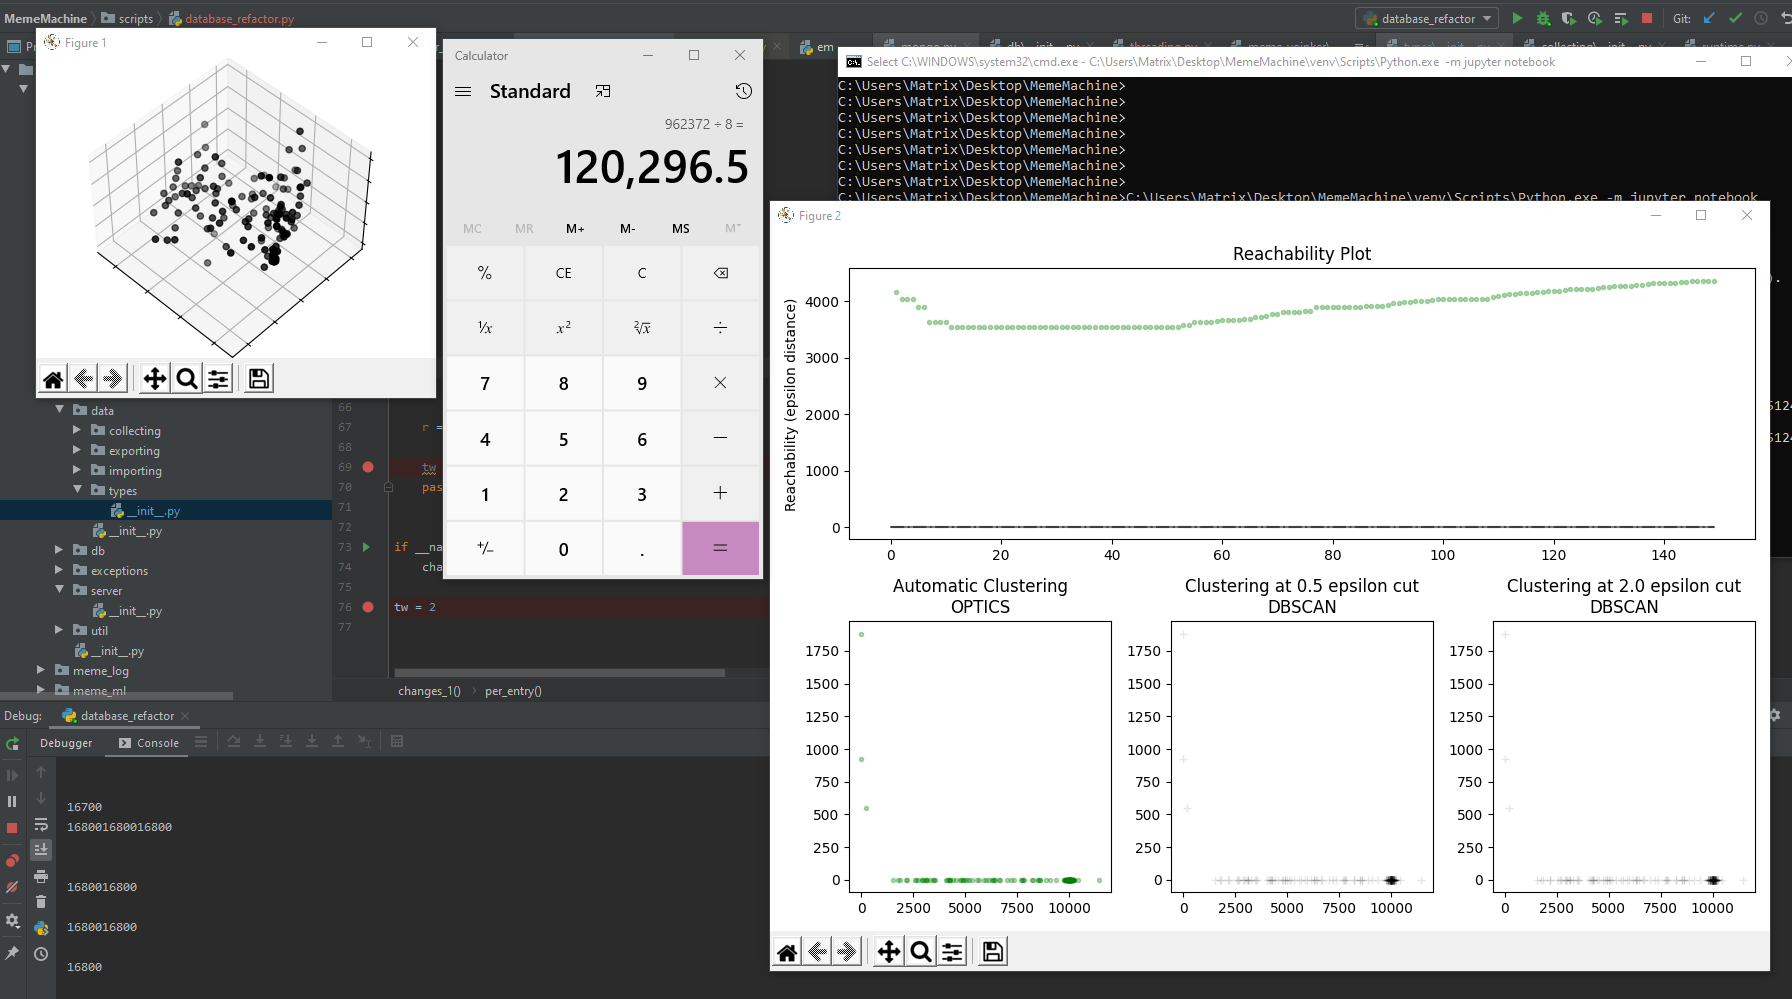 MemeMachine scripts database_refactor.py
database_refactor
Git:
Figure 1
Calculator
Standard
962372 ÷ 8 =
120,296.5
MC MR M+ M- MS M˅
% CE C
¹/x x² ²√x ÷
7 8 9 ×
4 5 6 −
1 2 3 +
+/− 0 . =
em
Select C:\WINDOWS\system32\cmd.exe - C:\Users\Matrix\Desktop\MemeMachine\venv\Scripts\Python.exe -m jupyter notebook
C:\Users\Matrix\Desktop\MemeMachine>
C:\Users\Matrix\Desktop\MemeMachine>
C:\Users\Matrix\Desktop\MemeMachine>
C:\Users\Matrix\Desktop\MemeMachine>
C:\Users\Matrix\Desktop\MemeMachine>
C:\Users\Matrix\Desktop\MemeMachine>
C:\Users\Matrix\Desktop\MemeMachine>
C:\Users\Matrix\Desktop\MemeMachine>C:\Users\Matrix\Desktop\MemeMachine\venv\Scripts\Python.exe -m jupyter notebook
Figure 2
Reachability Plot
Reachability (epsilon distance)
4000
3000
2000
1000
0
0 20 40 60 80 100 120 140
Automatic Clustering
OPTICS
1750
1500
1250
1000
750
500
250
0
0 2500 5000 7500 10000
Clustering at 0.5 epsilon cut
DBSCAN
1750
1500
1250
1000
750
500
250
0
0 2500 5000 7500 10000
Clustering at 2.0 epsilon cut
DBSCAN
1750
1500
1250
1000
750
500
250
0
0 2500 5000 7500 10000
data
collecting
exporting
importing
types
__init__.py
__init__.py
db
exceptions
server
__init__.py
util
__init__.py
meme_log
meme_ml
66
67 r =
68
69 tw
70 pas
71
72
73 if __na
74 cha
75
76 tw = 2
77
changes_1() per_entry()
Debug: database_refactor
Debugger Console
16700
168001680016800
1680016800
1680016800
16800